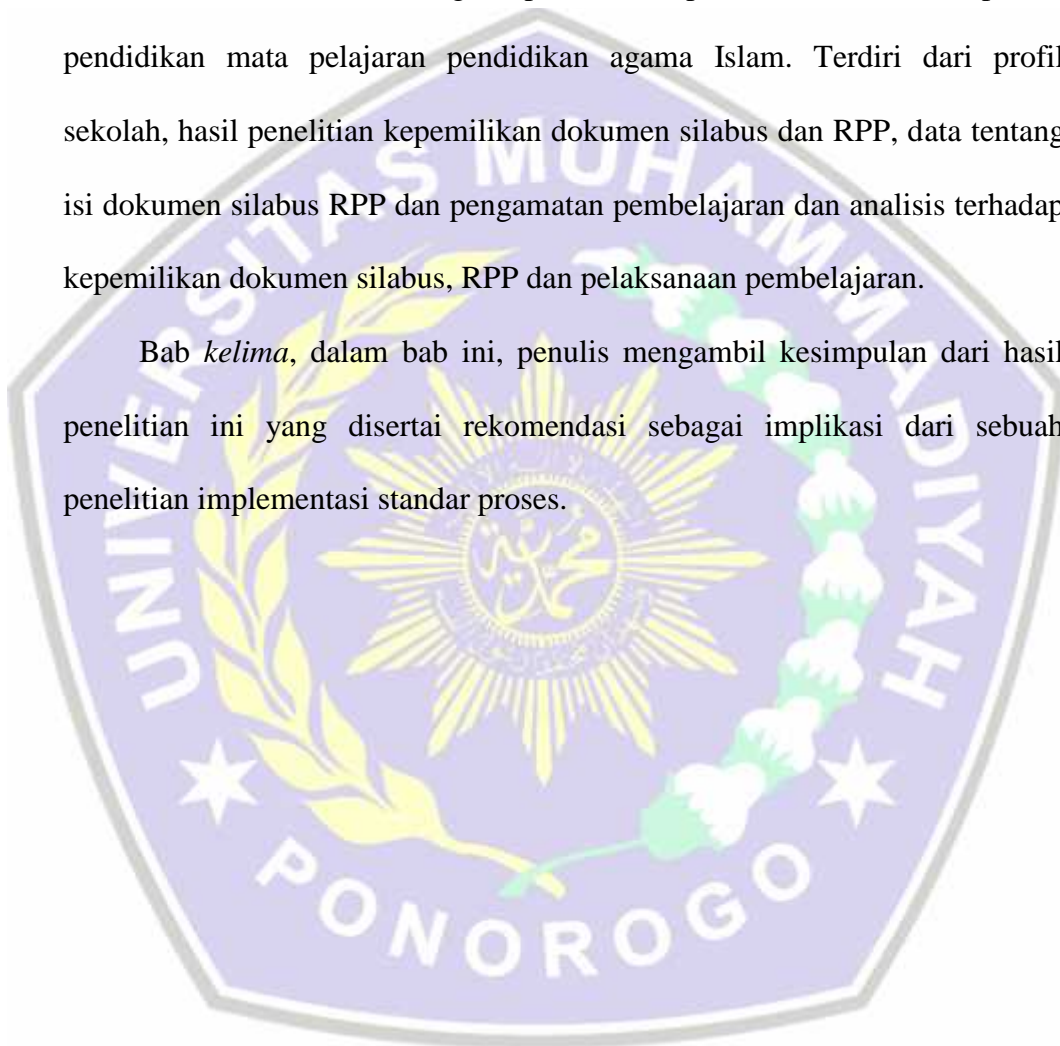 pendidikan mata pelajaran pendidikan agama Islam. Terdiri dari profil
sekolah, hasil penelitian kepemilikan dokumen silabus dan RPP, data tentang
isi dokumen silabus RPP dan pengamatan pembelajaran dan analisis terhadap
kepemilikan dokumen silabus, RPP dan pelaksanaan pembelajaran.
Bab kelima, dalam bab ini, penulis mengambil kesimpulan dari hasil
penelitian ini yang disertai rekomendasi sebagai implikasi dari sebuah
penelitian implementasi standar proses.
UNIVERSITAS MUHAMMADIYAH
PONOROGO